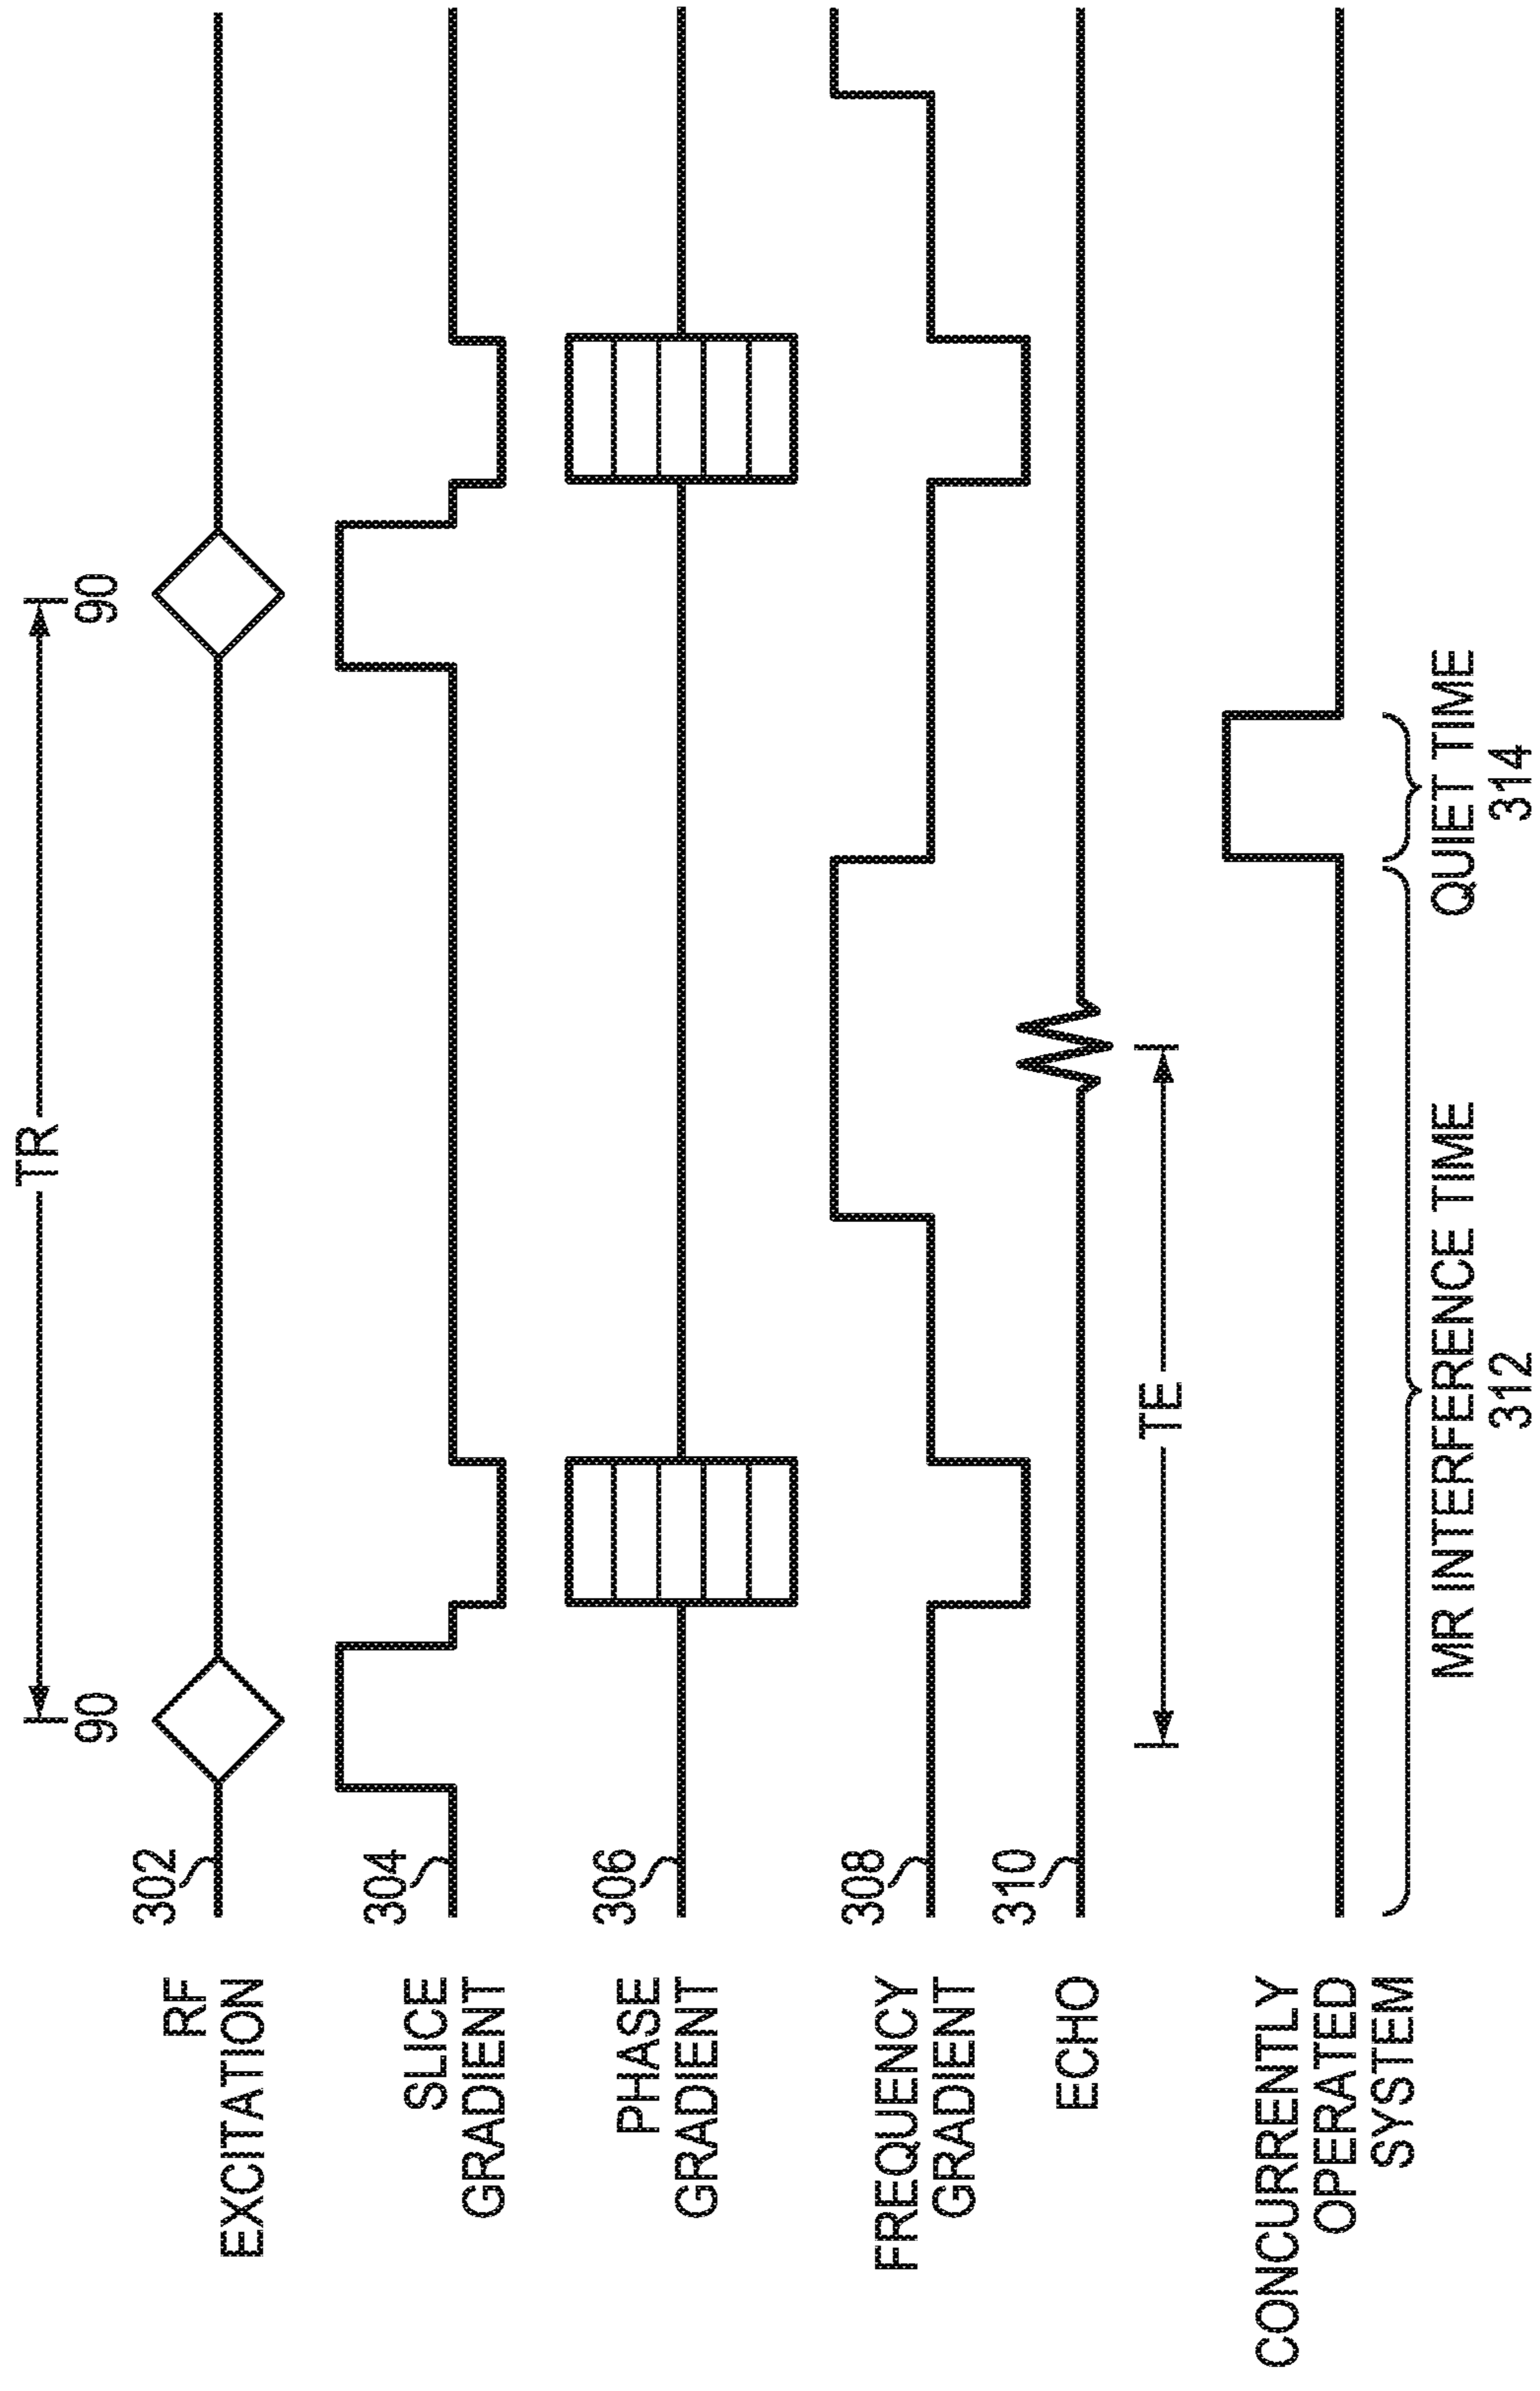 TR
90
90
302
RF
EXCITATION
304
SLICE
GRADIENT
306
PHASE
GRADIENT
308
FREQUENCY
GRADIENT
310
ECHO
TE
CONCURRENTLY
OPERATED
SYSTEM
MR INTERFERENCE TIME
312
QUIET TIME
314